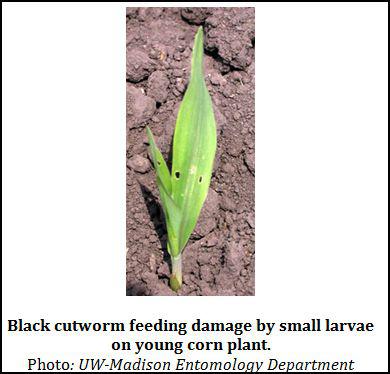 Black cutworm feeding damage by small larvae
on young corn plant.
Photo: UW-Madison Entomology Department